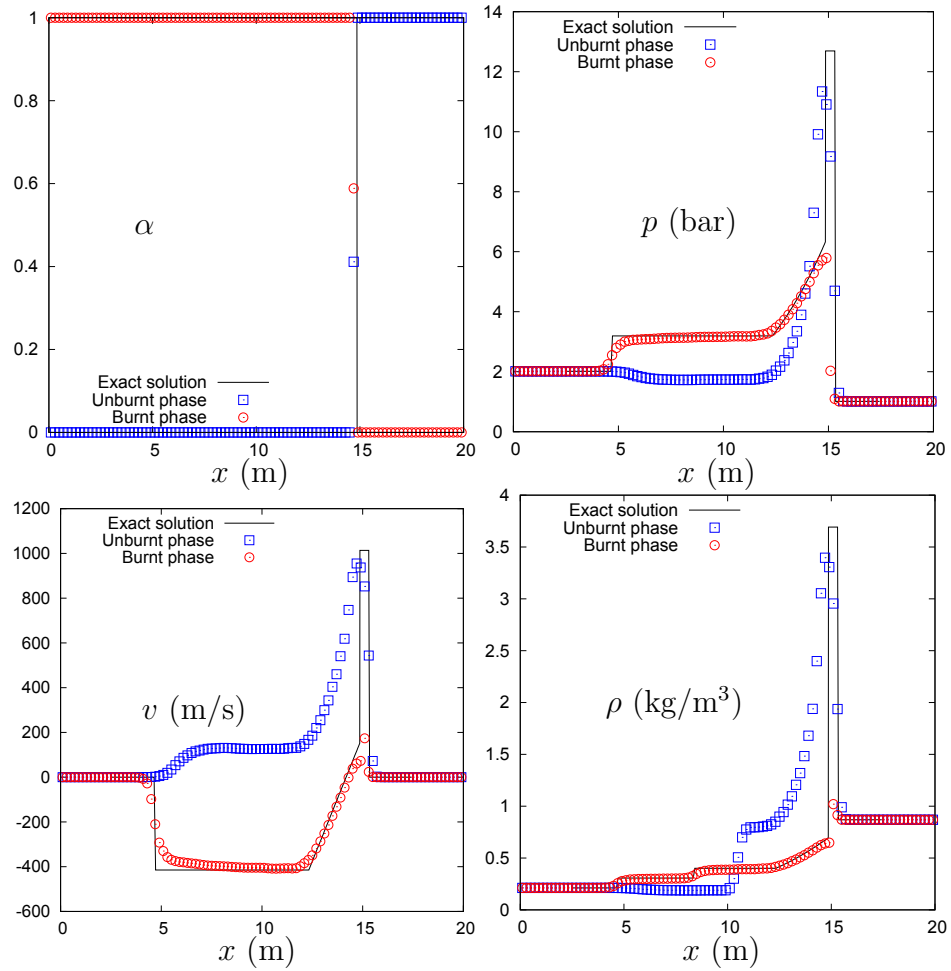 1
0.8
0.6
0.4
0.2
0
α
Exact solution
Unburnt phase
Burnt phase
0 5 10 15 20
x (m)
14
12
10
8
6
4
2
0
Exact solution
Unburnt phase
Burnt phase
p (bar)
0 5 10 15 20
x (m)
1200
1000
800
600
400
200
0
-200
-400
-600
Exact solution
Unburnt phase
Burnt phase
v (m/s)
0 5 10 15 20
x (m)
4
3.5
3
2.5
2
1.5
1
0.5
0
Exact solution
Unburnt phase
Burnt phase
ρ (kg/m³)
0 5 10 15 20
x (m)